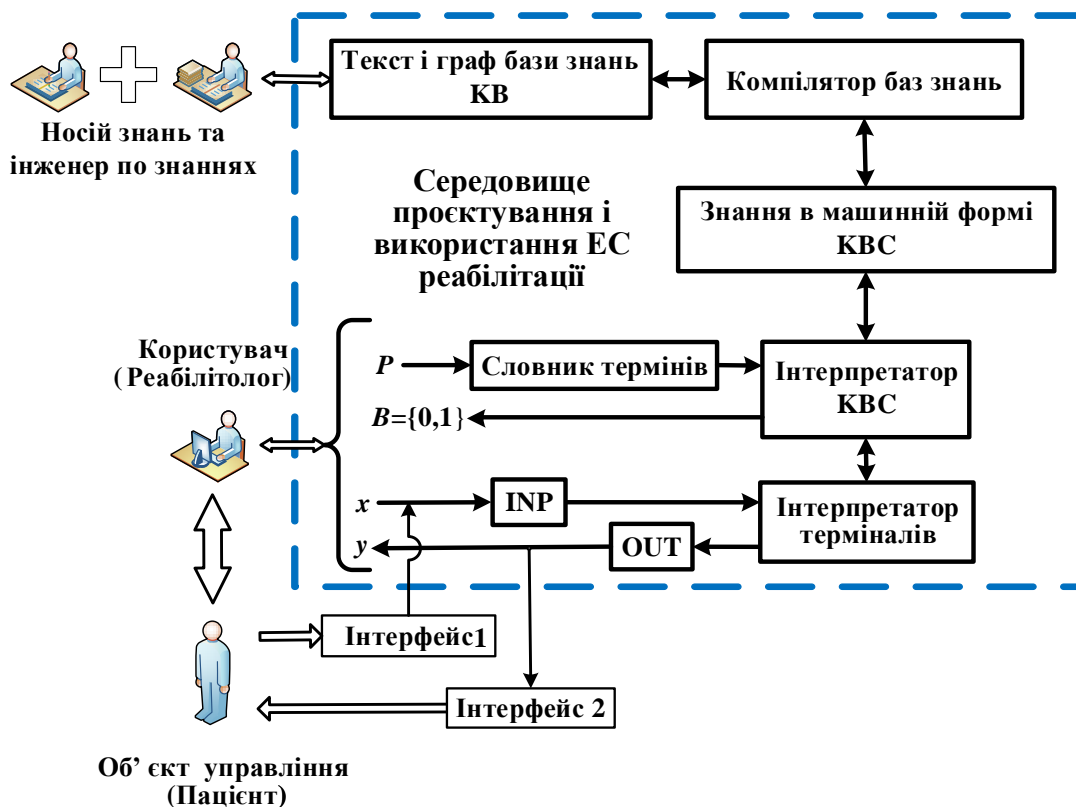 Текст і граф бази знань
КВ
Компілятор баз знань
Носій знань та
інженер по знаннях
Середовище
проєктування і
використання ЕС
реабілітації
Знання в машинній формі
КВС
Користувач
( Реабілітолог)
P
Словник термінів
Інтерпретатор
КВС
B={0,1}
x
INP
Інтерпретатор
терміналів
y
OUT
Інтерфейс1
Інтерфейс 2
Об’ єкт управління
(Пацієнт)